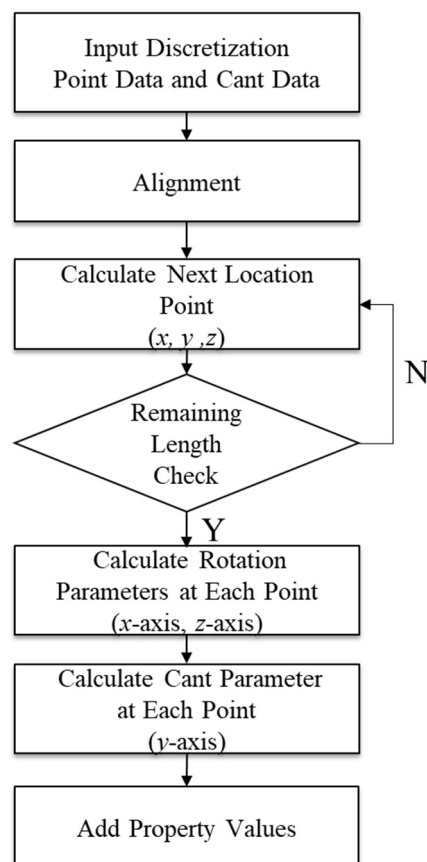 Input Discretization
Point Data and Cant Data
Alignment
Calculate Next Location
Point
(x, y ,z)
Remaining
Length
Check
N
Y
Calculate Rotation
Parameters at Each Point
(x-axis, z-axis)
Calculate Cant Parameter
at Each Point
(y-axis)
Add Property Values